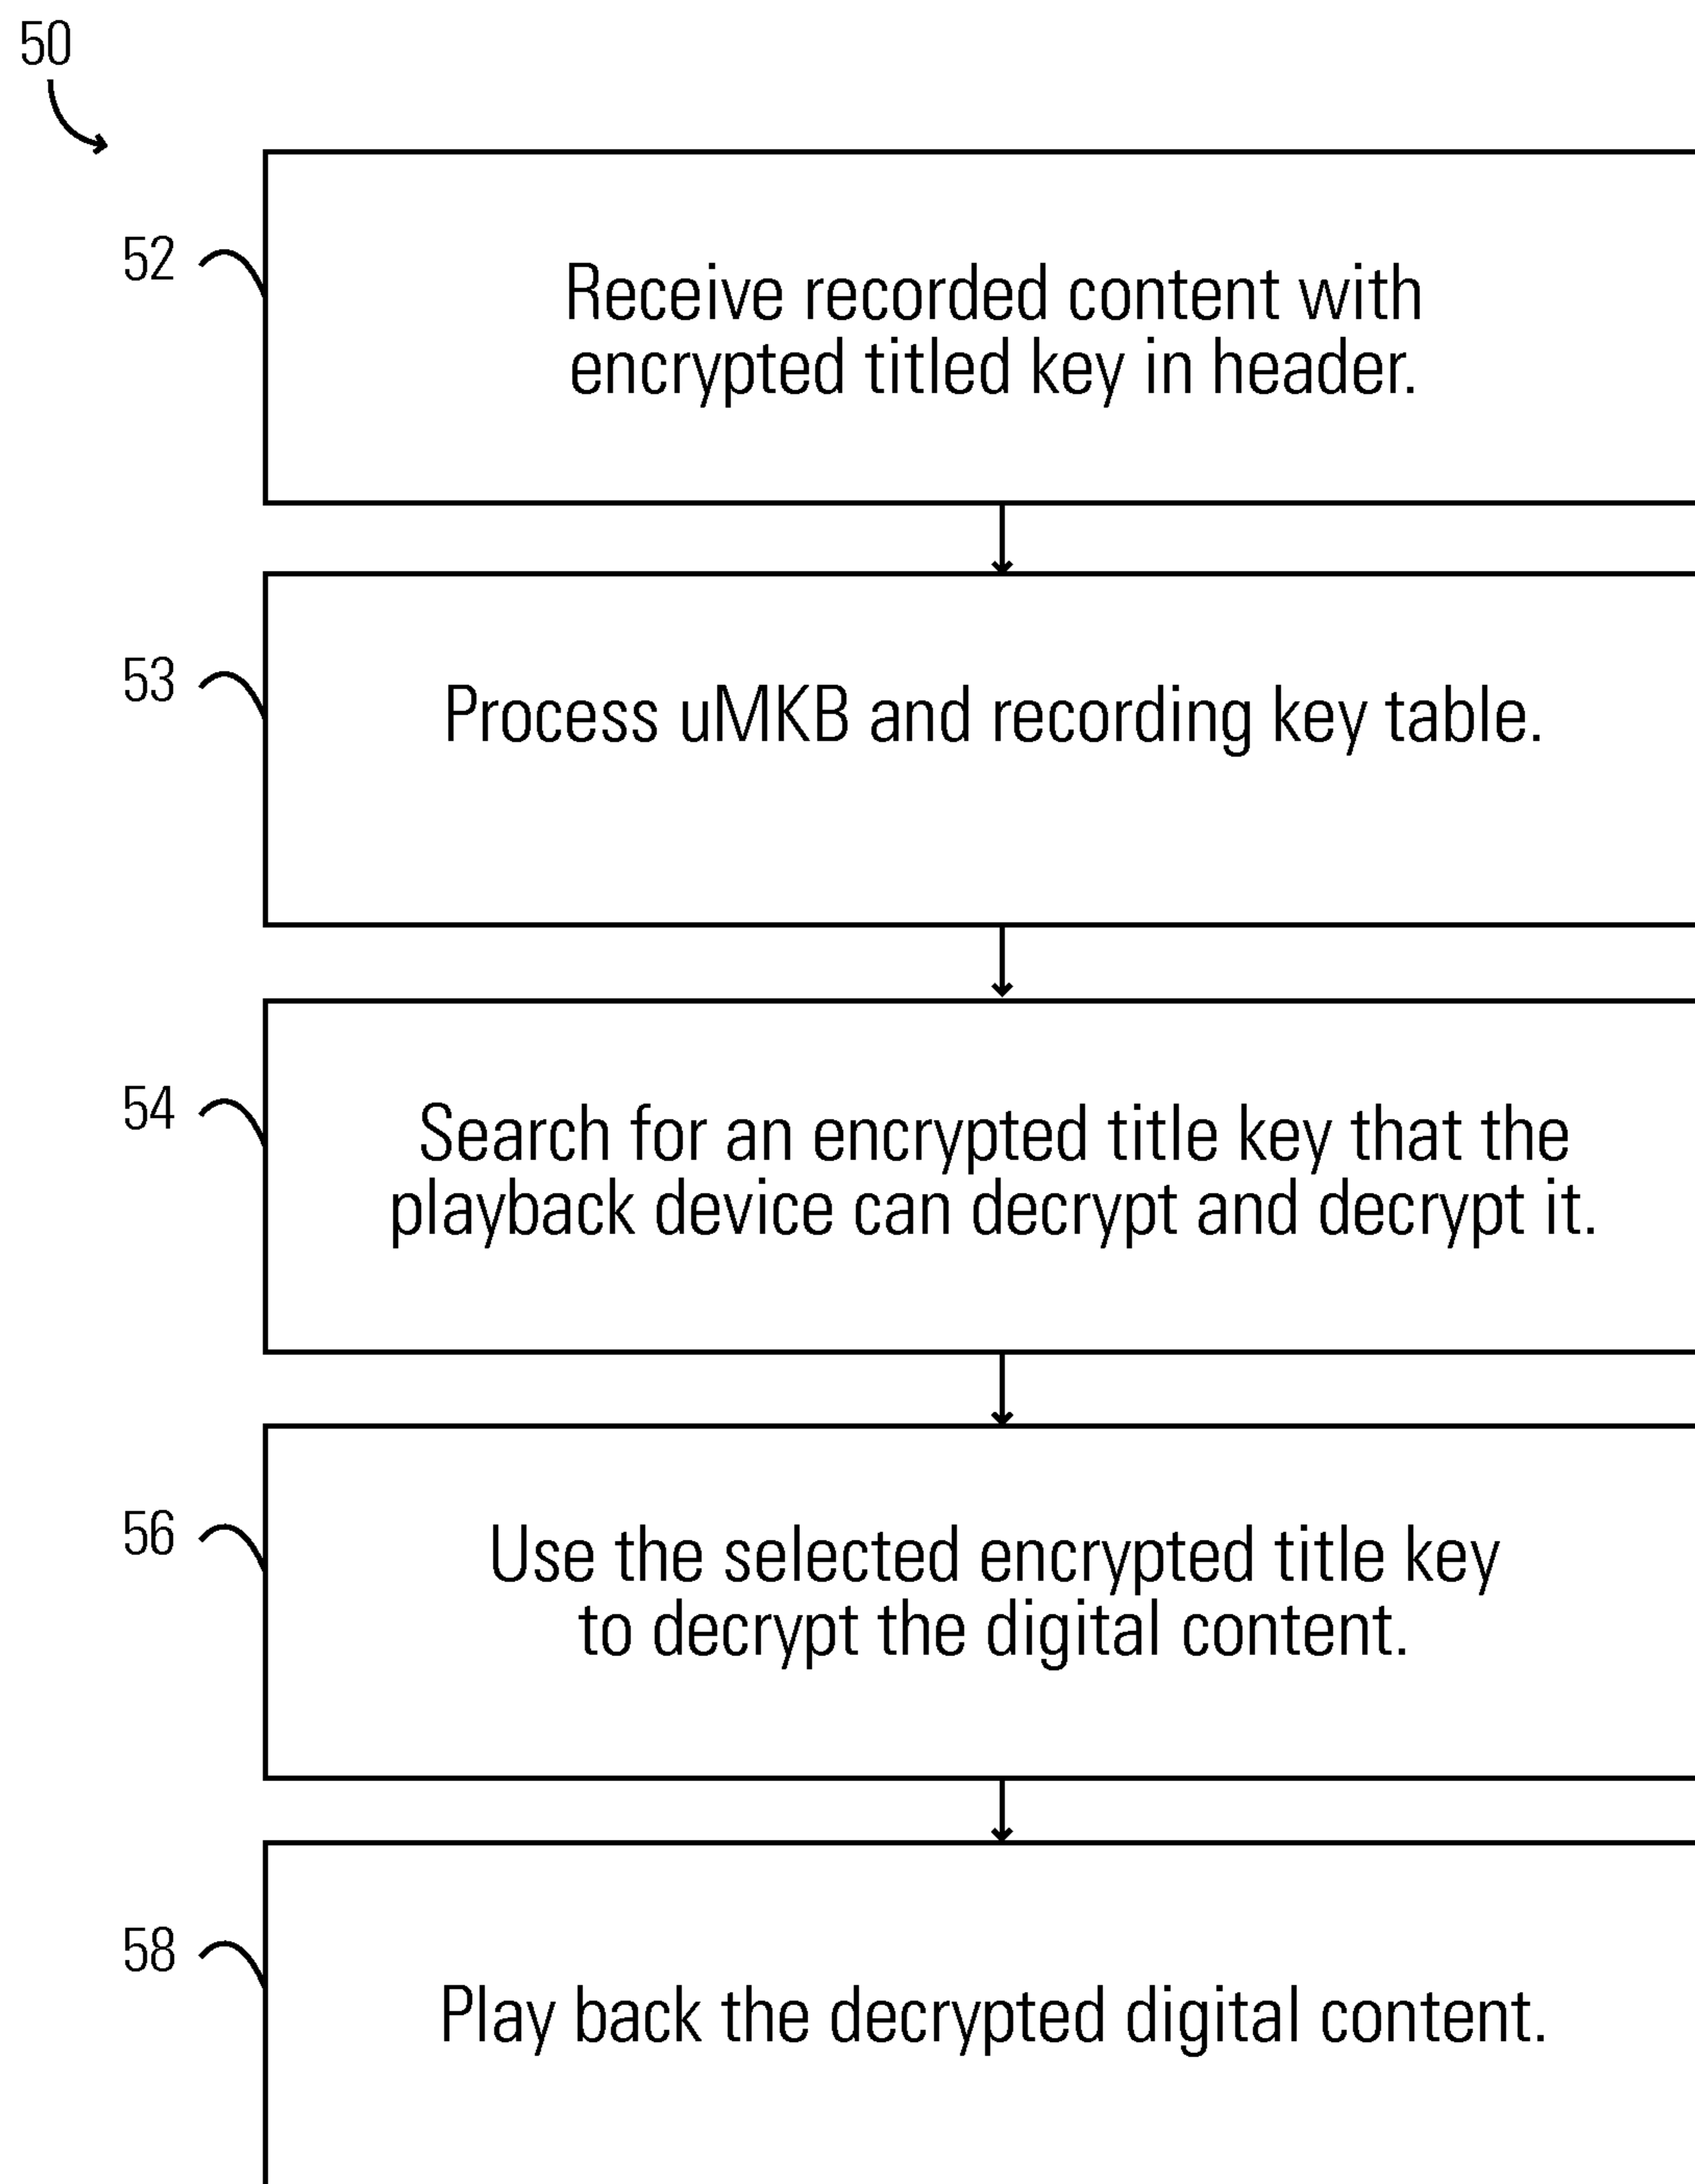 50
52
Receive recorded content with
encrypted titled key in header.
53
Process uMKB and recording key table.
54
Search for an encrypted title key that the
playback device can decrypt and decrypt it.
56
Use the selected encrypted title key
to decrypt the digital content.
58
Play back the decrypted digital content.